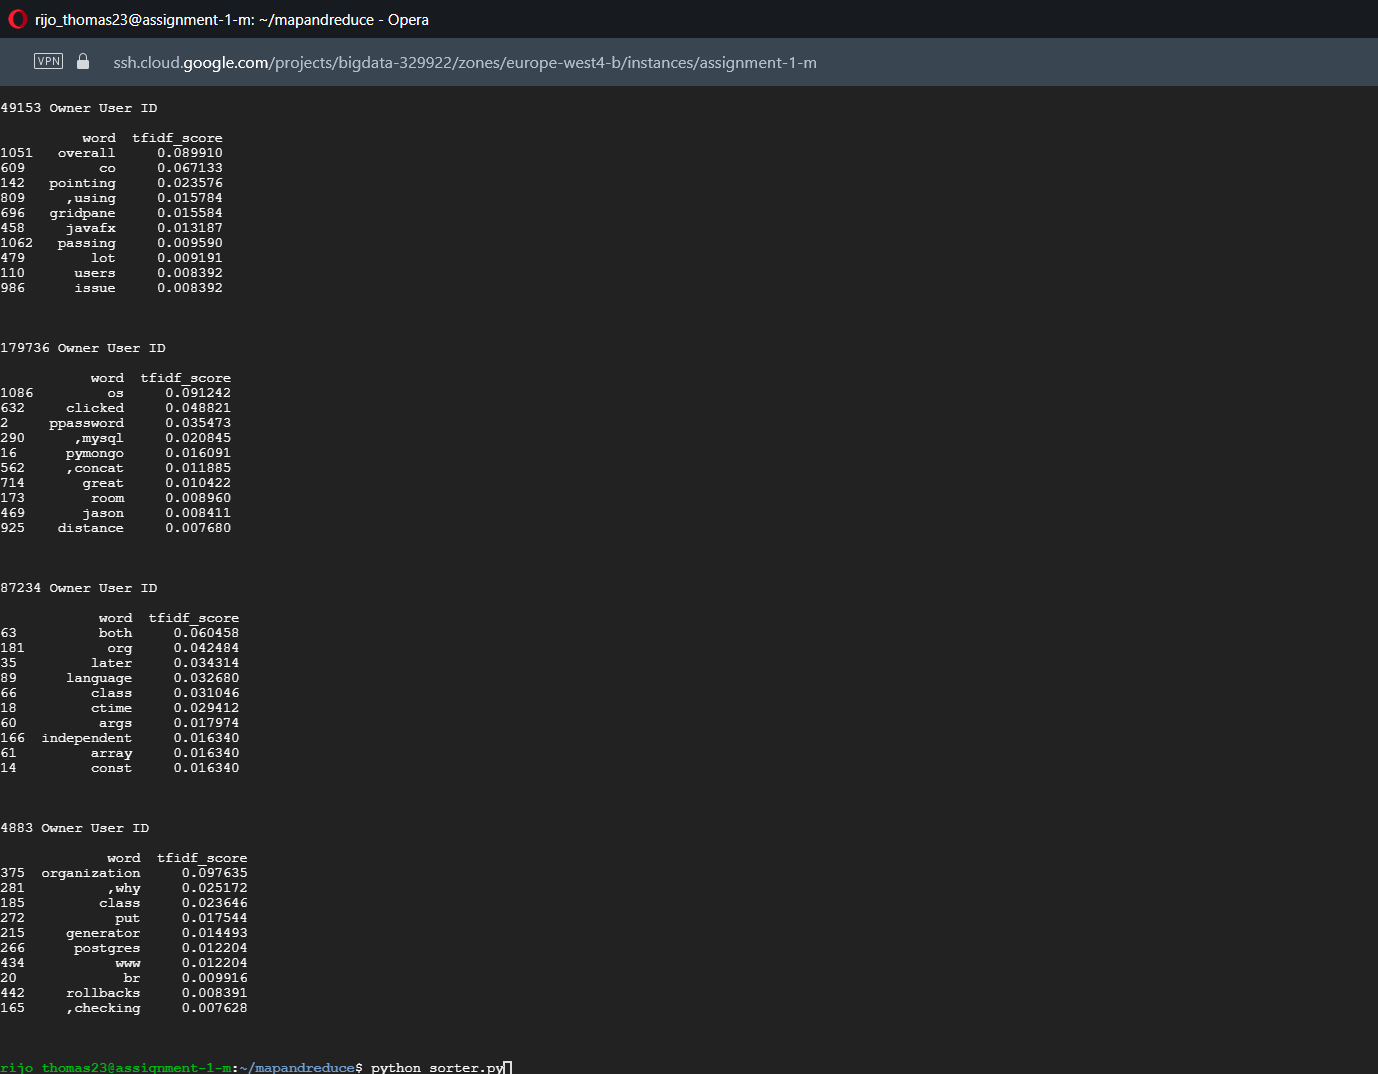 rijo_thomas23@assignment-1-m: ~/mapandreduce - Opera
VPN ssh.cloud.google.com/projects/bigdata-329922/zones/europe-west4-b/instances/assignment-1-m
49153 Owner User ID
word tfidf_score
1051 overall 0.089910
609 co 0.067133
142 pointing 0.023576
809 ,using 0.015784
696 gridpane 0.015584
458 javafx 0.013187
1062 passing 0.009590
479 lot 0.009191
110 users 0.008392
986 issue 0.008392
179736 Owner User ID
word tfidf_score
1086 os 0.091242
632 clicked 0.048821
2 ppassword 0.035473
290 ,mysql 0.020845
16 pymongo 0.016091
562 ,concat 0.011885
714 great 0.010422
173 room 0.008960
469 jason 0.008411
925 distance 0.007680
87234 Owner User ID
word tfidf_score
63 both 0.060458
181 org 0.042484
35 later 0.034314
89 language 0.032680
66 class 0.031046
18 ctime 0.029412
60 args 0.017974
166 independent 0.016340
61 array 0.016340
14 const 0.016340
4883 Owner User ID
word tfidf_score
375 organization 0.097635
281 ,why 0.025172
185 class 0.023646
272 put 0.017544
215 generator 0.014493
266 postgres 0.012204
434 www 0.012204
20 br 0.009916
442 rollbacks 0.008391
165 ,checking 0.007628
rijo_thomas23@assignment-1-m:~/mapandreduce$ python sorter.py